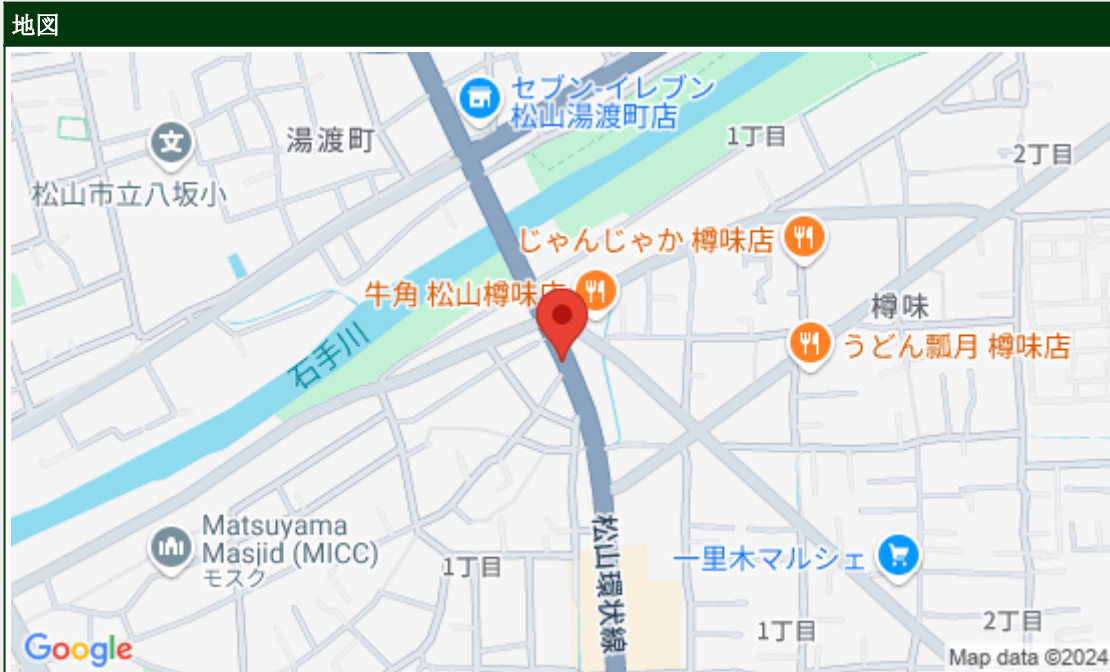 地図
セブン-イレブン
松山湯渡町店
湯渡町
1丁目
2丁目
文
松山市立八坂小
じゃんじゃか 樽味店
牛角 松山樽味店
樽味
うどん瓢月 樽味店
石手川
Matsuyama
Masjid (MICC)
モスク
1丁目
松山環状線
一里木マルシェ
1丁目
2丁目
Google
Map data ©2024